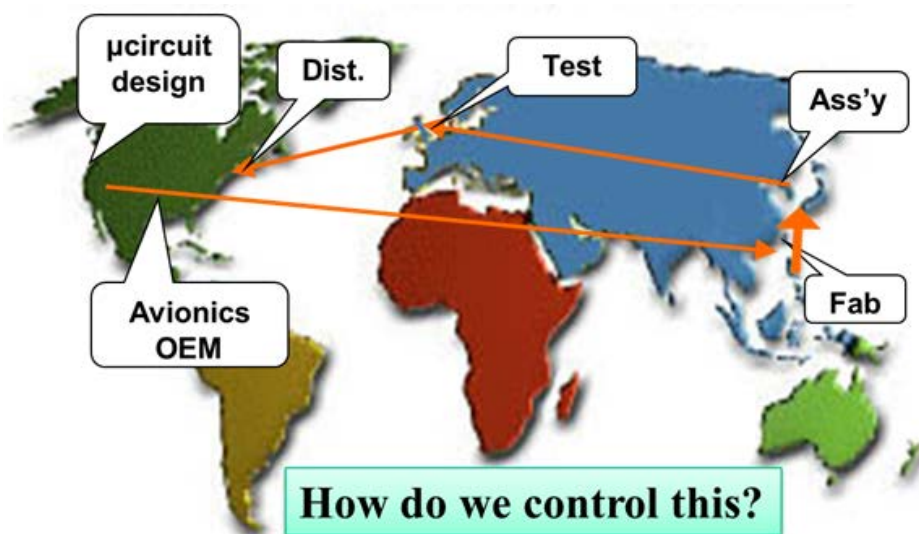 µcircuit
design
Dist.
Test
Ass'y
Avionics
OEM
Fab
How do we control this?